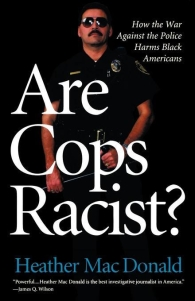 How the War
Against the Police
Harms Black
Americans
Are
Cops
Racist?
Heather Mac Donald
"Powerful....Heather Mac Donald is the best investigative journalist in America."
—James Q. Wilson